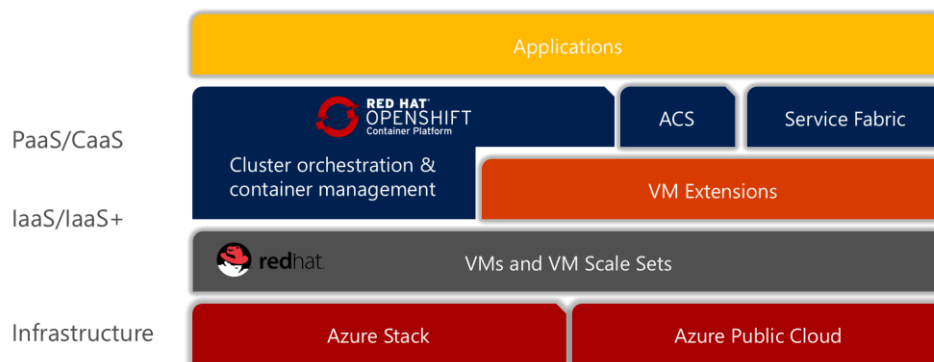 Applications
RED HAT®
OPENSHIFT
Container Platform
ACS
Service Fabric
PaaS/CaaS
Cluster orchestration &
container management
VM Extensions
IaaS/IaaS+
redhat.
VMs and VM Scale Sets
Infrastructure
Azure Stack
Azure Public Cloud